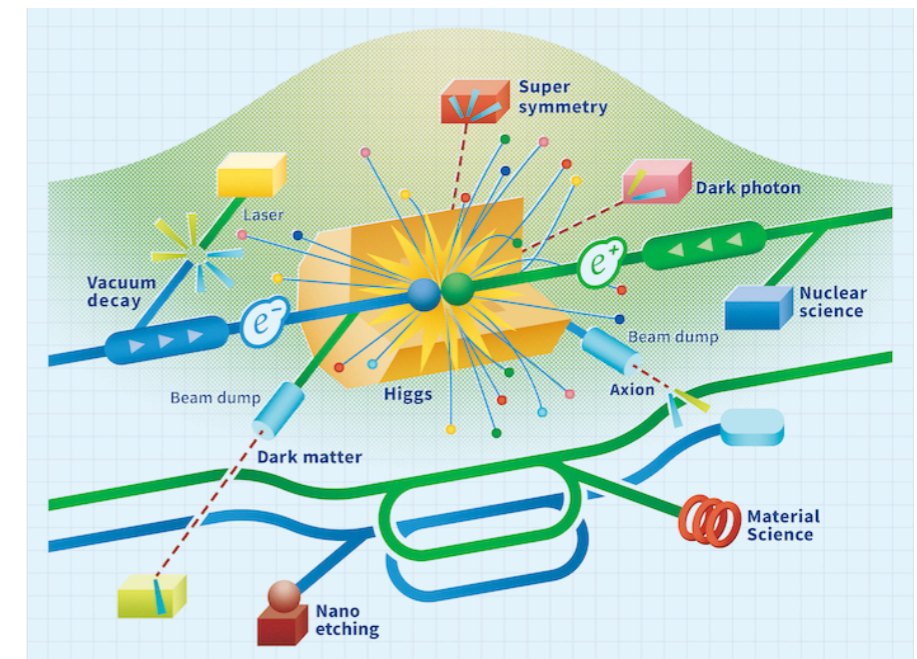 Super
symmetry
Dark photon
Laser
Vacuum
decay
e⁺
e⁻
Nuclear
science
Beam dump
Higgs
Axion
Beam dump
Dark matter
Material
Science
Nano
etching